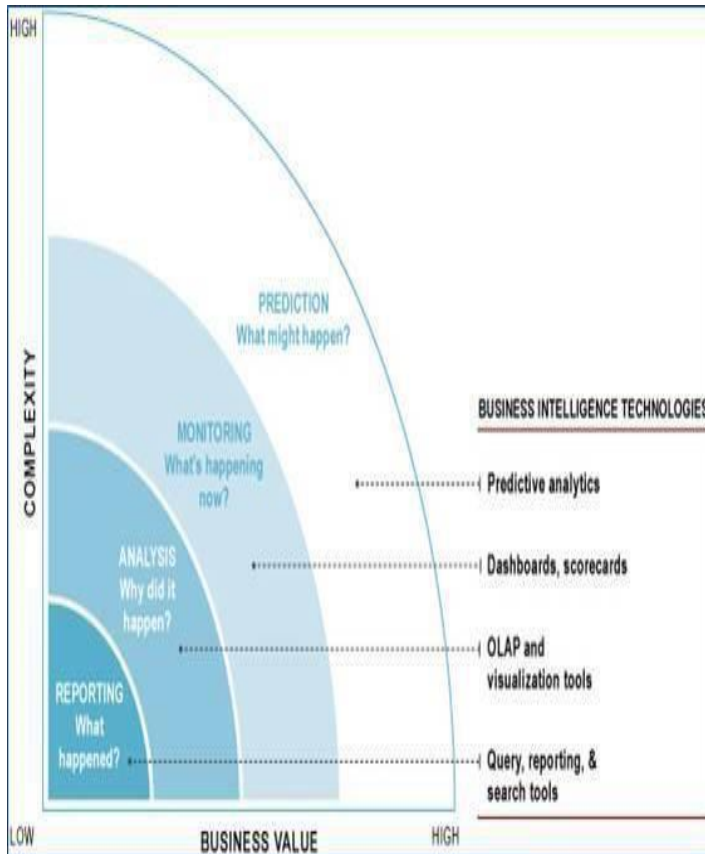 HIGH
PREDICTION
What might happen?
MONITORING
What's happening
now?
ANALYSIS
Why did it
happen?
REPORTING
What
happened?
COMPLEXITY
LOW
BUSINESS VALUE
HIGH
BUSINESS INTELLIGENCE TECHNOLOGIES
Predictive analytics
Dashboards, scorecards
OLAP and
visualization tools
Query, reporting, &
search tools